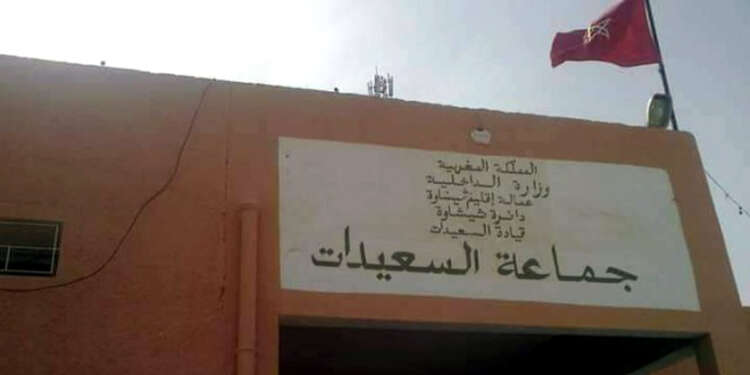 المملكة المغربية
وزارة الداخلية
عمالة إقليم شيشاوة
دائرة شيشاوة
قيادة السعيدات
جماعة السعيدات